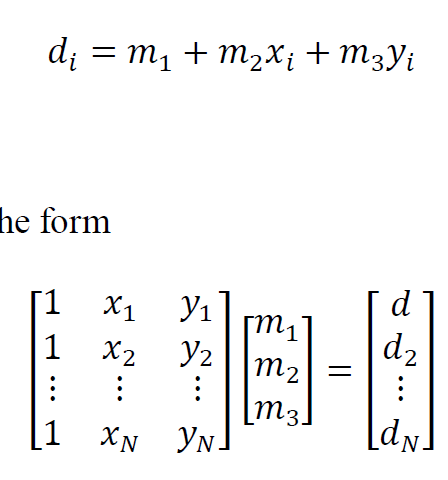 dᵢ = m₁ + m₂xᵢ + m₃yᵢ
he form
[1 x₁ y₁; 1 x₂ y₂; ⋮ ⋮ ⋮; 1 x_N y_N] [m₁; m₂; m₃] = [d; d₂; ⋮; d_N]